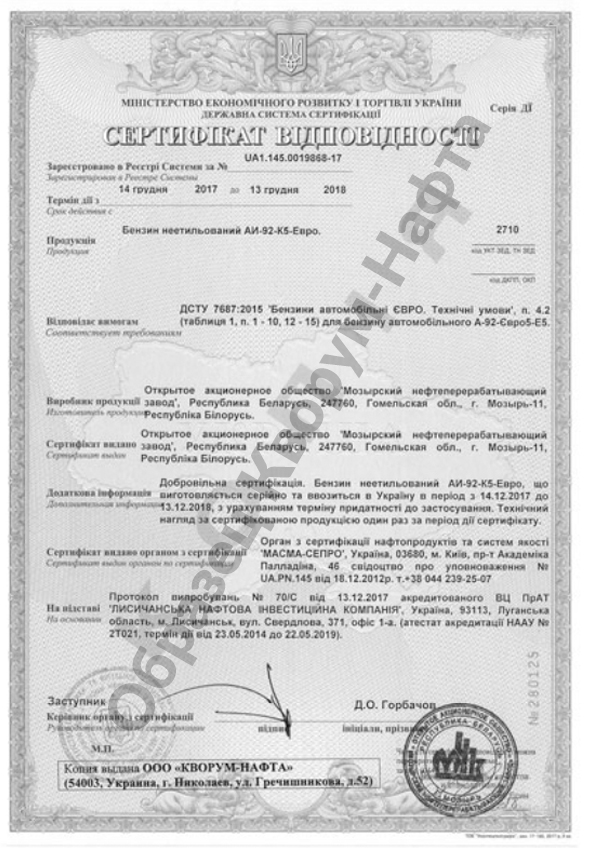 МІНІСТЕРСТВО ЕКОНОМІЧНОГО РОЗВИТКУ І ТОРГІВЛІ УКРАЇНИ
Серія ДЇ
ДЕРЖАВНА СИСТЕМА СЕРТИФІКАЦІЇ
СЕРТИФІКАТ ВІДПОВІДНОСТІ
UA1.145.0019868-17
Зареєстровано в Реєстрі Системи за №
Зарегистрирован в Реестре Системы
14 грудня 2017 до 13 грудня 2018
Термін дії з
Срок действия с
Бензин неетильований АИ-92-К5-Евро.
2710
Продукція
Продукция
код УКТ ЗЕД, ТН ВЕД
код ДКПП, ОКП
ДСТУ 7687:2015 'Бензини автомобільні ЄВРО. Технічні умови', п. 4.2
Відповідає вимогам
(таблиця 1, п. 1 - 10, 12 - 15) для бензину автомобільного А-92-Євро5-Е5.
Соответствует требованиям
Открытое акционерное общество 'Мозырский нефтеперерабатывающий
Виробник продукції
завод', Республика Беларусь, 247760, Гомельская обл., г. Мозырь-11,
Изготовитель продукции
Республіка Білорусь.
Открытое акционерное общество 'Мозырский нефтеперерабатывающий
Сертифікат видано
завод', Республика Беларусь, 247760, Гомельская обл., г. Мозырь-11,
Сертификат выдан
Республіка Білорусь.
Добровільна сертифікація. Бензин неетильований АИ-92-К5-Евро, що
Додаткова інформація
виготовляється серійно та ввозиться в Україну в період з 14.12.2017 до
Дополнительная информация
13.12.2018, з урахуванням терміну придатності до застосування. Технічний
нагляд за сертифікованою продукцією один раз за період дії сертифікату.
Орган з сертифікації нафтопродуктів та систем якості
Сертифікат видано органом з сертифікації
'МАСМА-СЕПРО', Україна, 03680, м. Київ, пр-т Академіка
Сертификат выдан органом по сертификации
Палладіна, 46 свідоцтво про уповноваження №
UA.PN.145 від 18.12.2012р. т.+38 044 239-25-07
Протокол випробувань № 70/С від 13.12.2017 акредитованого ВЦ ПрАТ
На підставі
'ЛИСИЧАНСЬКА НАФТОВА ІНВЕСТИЦІЙНА КОМПАНІЯ', Україна, 93113, Луганська
На основании
область, м. Лисичанськ, вул. Свердлова, 371, офіс 1-а. (атестат акредитації НААУ №
2Т021, термін дії від 23.05.2014 до 22.05.2019).
№280125
Заступник
Д.О. Горбачов
Керівник органу з сертифікації
Руководитель органа по сертификации
підпис
ініціали, прізвище
М.П.
Копия выдана ООО «КВОРУМ-НАФТА»
(54003, Украина, г. Николаев, ул. Гречишникова, д.52)
Образец Кворум-Нафта